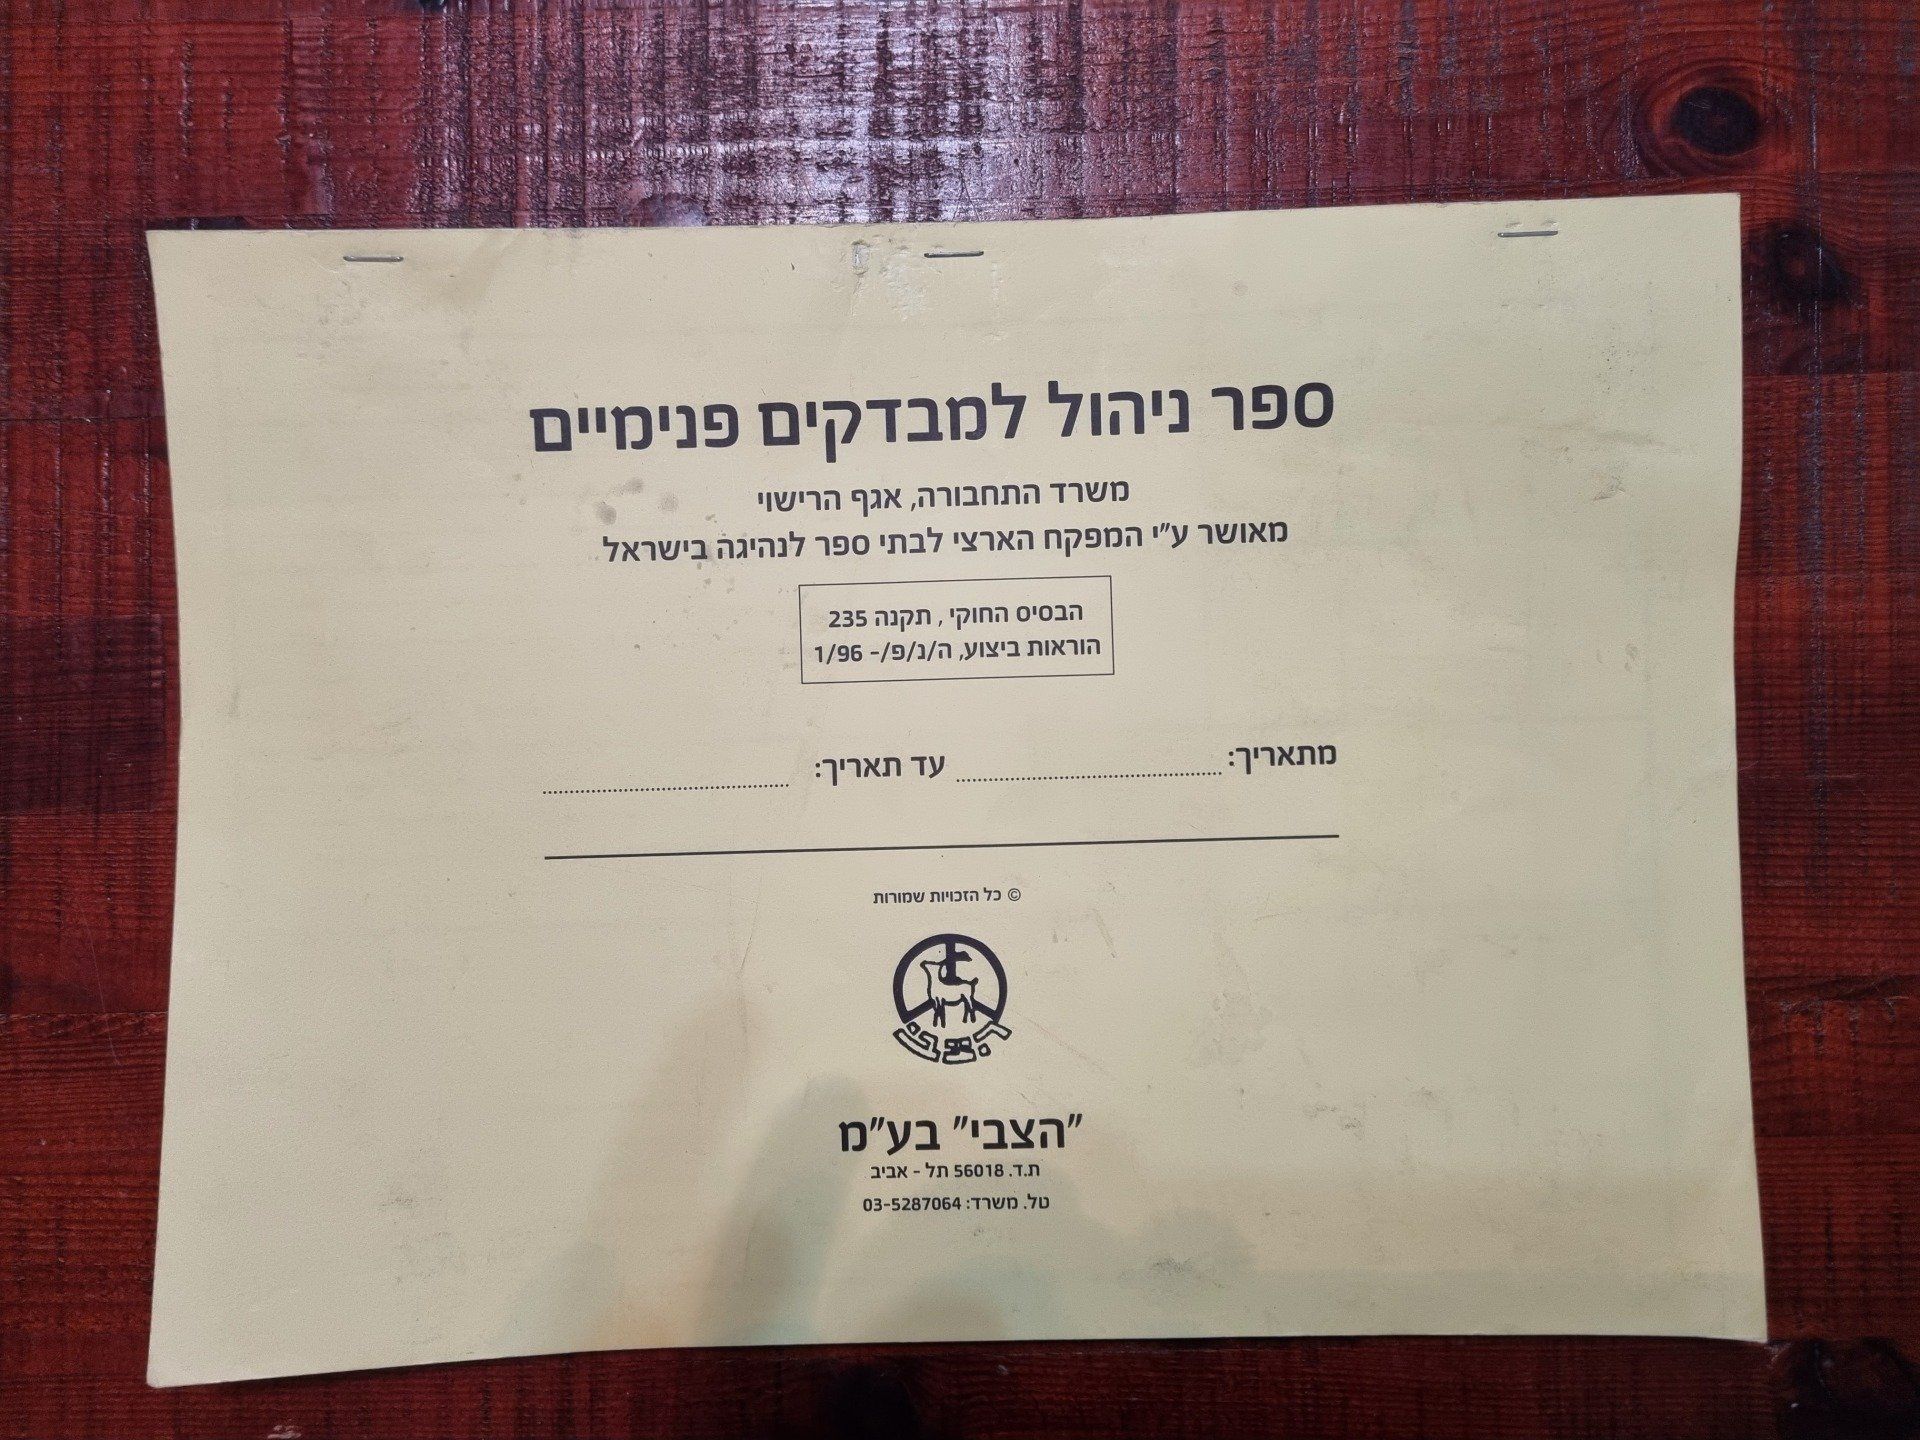 ספר ניהול למבדקים פנימיים
משרד התחבורה, אגף הרישוי
מאושר ע״י המפקח הארצי לבתי ספר לנהיגה בישראל
הבסיס החוקי , תקנה 235
הוראות ביצוע, ה/נ/פ/- 1/96
מתאריך: ........................ עד תאריך: ........................
© כל הזכויות שמורות
הצבי
״הצבי״ בע״מ
ת.ד. 56018 תל - אביב
טל. משרד: 03-5287064